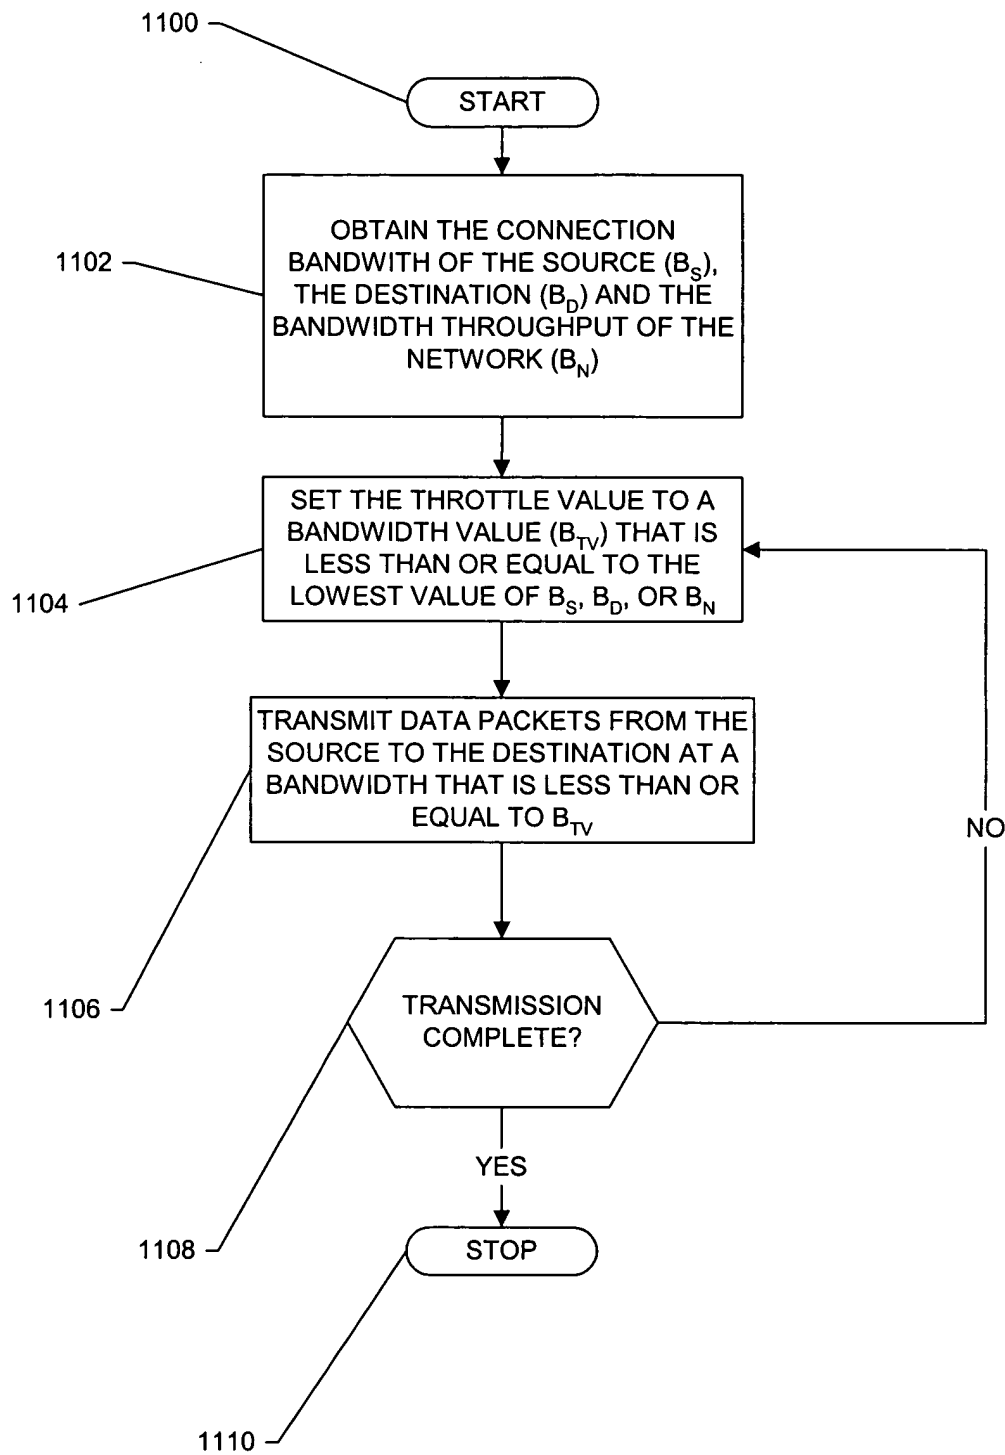 1100
START
1102
OBTAIN THE CONNECTION
BANDWITH OF THE SOURCE (BS),
THE DESTINATION (BD) AND THE
BANDWIDTH THROUGHPUT OF THE
NETWORK (BN)
1104
SET THE THROTTLE VALUE TO A
BANDWIDTH VALUE (BTV) THAT IS
LESS THAN OR EQUAL TO THE
LOWEST VALUE OF BS, BD, OR BN
1106
TRANSMIT DATA PACKETS FROM THE
SOURCE TO THE DESTINATION AT A
BANDWIDTH THAT IS LESS THAN OR
EQUAL TO BTV
NO
1108
TRANSMISSION
COMPLETE?
YES
1110
STOP